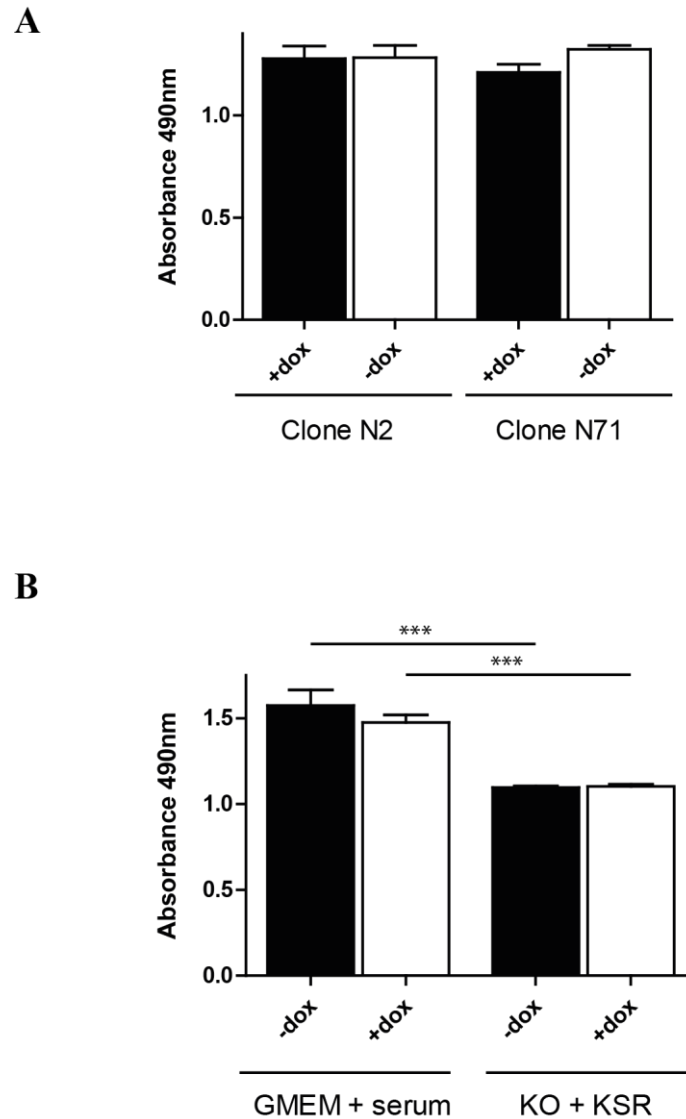 A
Absorbance 490nm
1.0
0.5
0.0
+dox -dox +dox -dox
Clone N2 Clone N71
B
*** 
***
Absorbance 490nm
1.5
1.0
0.5
0.0
-dox +dox -dox +dox
GMEM + serum KO + KSR